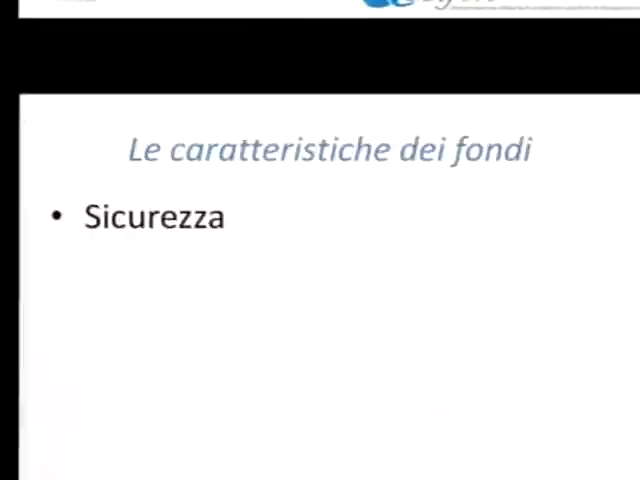 Le caratteristiche dei fondi
• Sicurezza